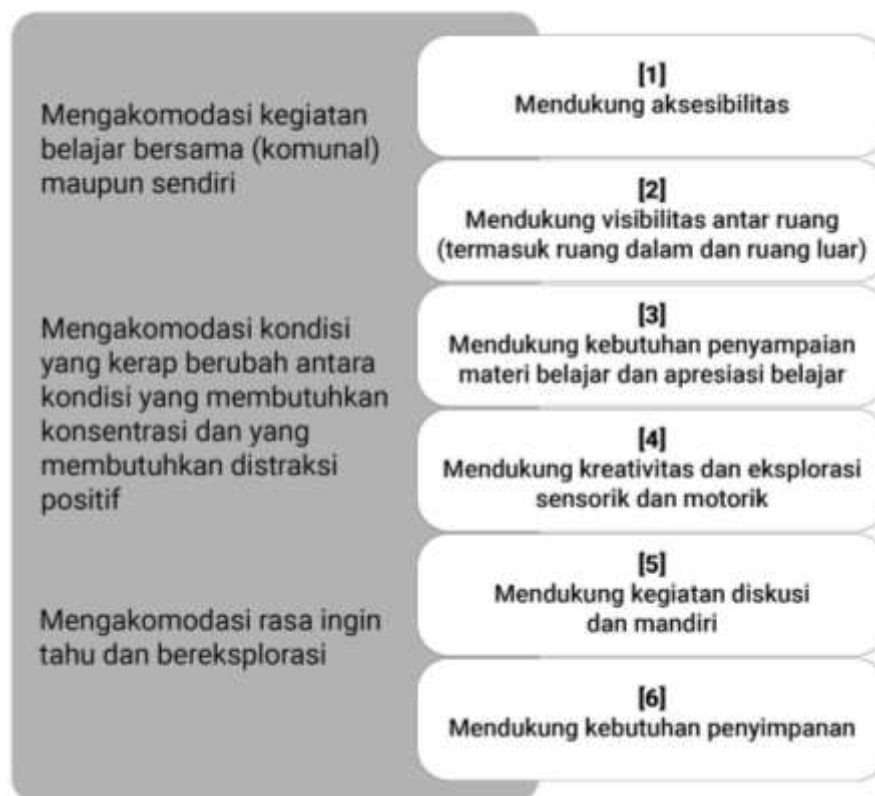 Mengakomodasi kegiatan
belajar bersama (komunal)
maupun sendiri
Mengakomodasi kondisi
yang kerap berubah antara
kondisi yang membutuhkan
konsentrasi dan yang
membutuhkan distraksi
positif
Mengakomodasi rasa ingin
tahu dan bereksplorasi
[1]
Mendukung aksesibilitas
[2]
Mendukung visibilitas antar ruang
(termasuk ruang dalam dan ruang luar)
[3]
Mendukung kebutuhan penyampaian
materi belajar dan apresiasi belajar
[4]
Mendukung kreativitas dan eksplorasi
sensorik dan motorik
[5]
Mendukung kegiatan diskusi
dan mandiri
[6]
Mendukung kebutuhan penyimpanan